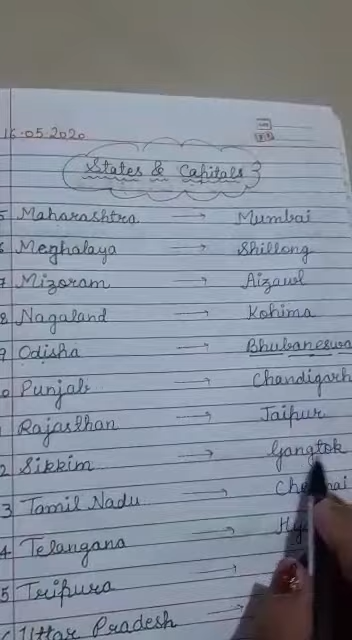 16.05.2020
States & Capitals
5 Maharashtra → Mumbai
6 Meghalaya → Shillong
7 Mizoram → Aizawl
8 Nagaland → Kohima
9 Odisha → Bhubaneswa
0 Punjab → Chandigarh
Rajasthan → Jaipur
2 Sikkim → Gangtok
3 Tamil Nadu →
4 Telangana →
5 Tripura →
Uttar Pradesh →